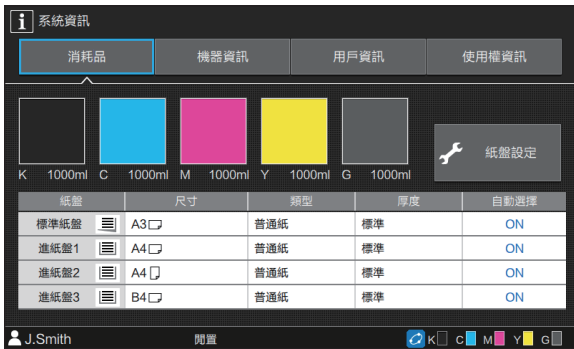 系統資訊
消耗品 機器資訊 用戶資訊 使用權資訊
K 1000ml C 1000ml M 1000ml Y 1000ml G 1000ml
紙盤設定
紙盤 尺寸 類型 厚度 自動選擇
標準紙盤 A3 普通紙 標準 ON
進紙盤1 A4 普通紙 標準 ON
進紙盤2 A4 普通紙 標準 ON
進紙盤3 B4 普通紙 標準 ON
J.Smith 閒置 K C M Y G